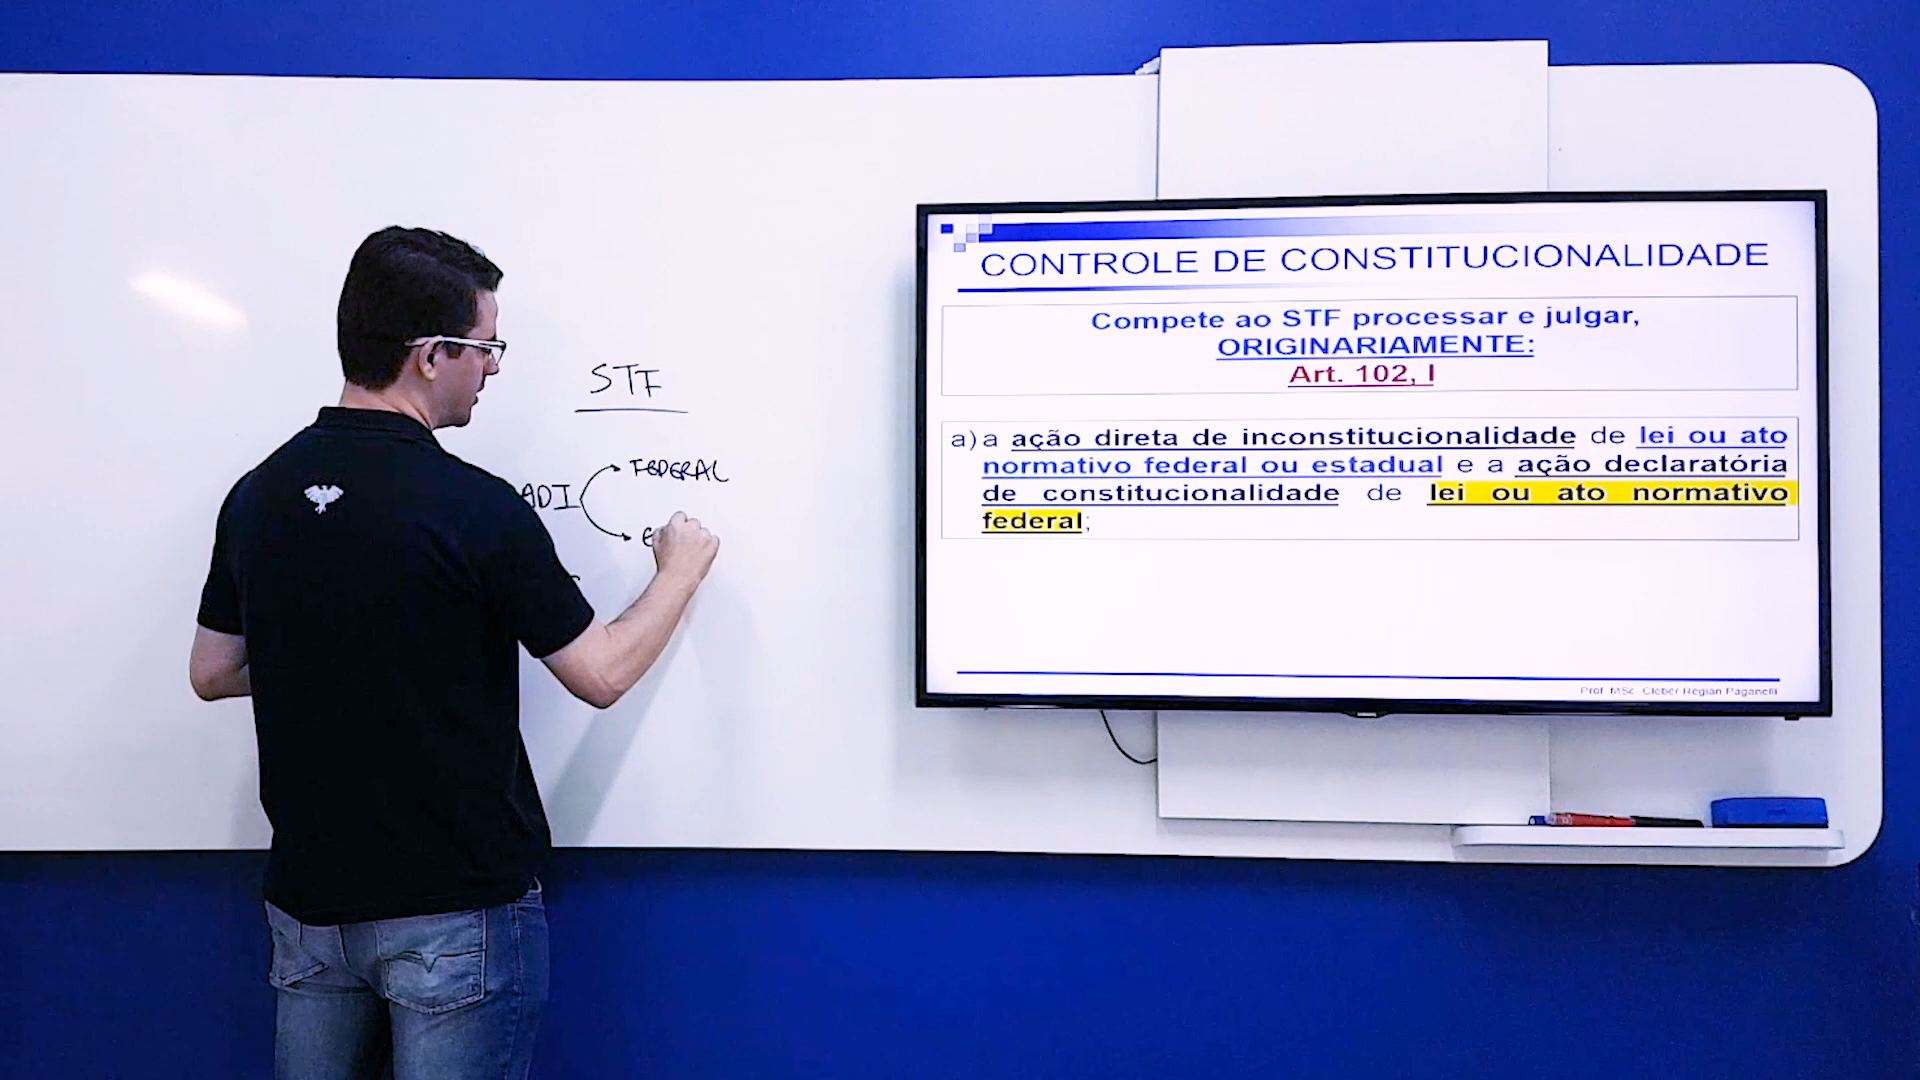 STF
ADI
FEDERAL
CONTROLE DE CONSTITUCIONALIDADE
Compete ao STF processar e julgar,
ORIGINARIAMENTE:
Art. 102, I
a) a ação direta de inconstitucionalidade de lei ou ato
normativo federal ou estadual e a ação declaratória
de constitucionalidade de lei ou ato normativo
federal;
Prof. MSc. Cleber Regian Paganelli